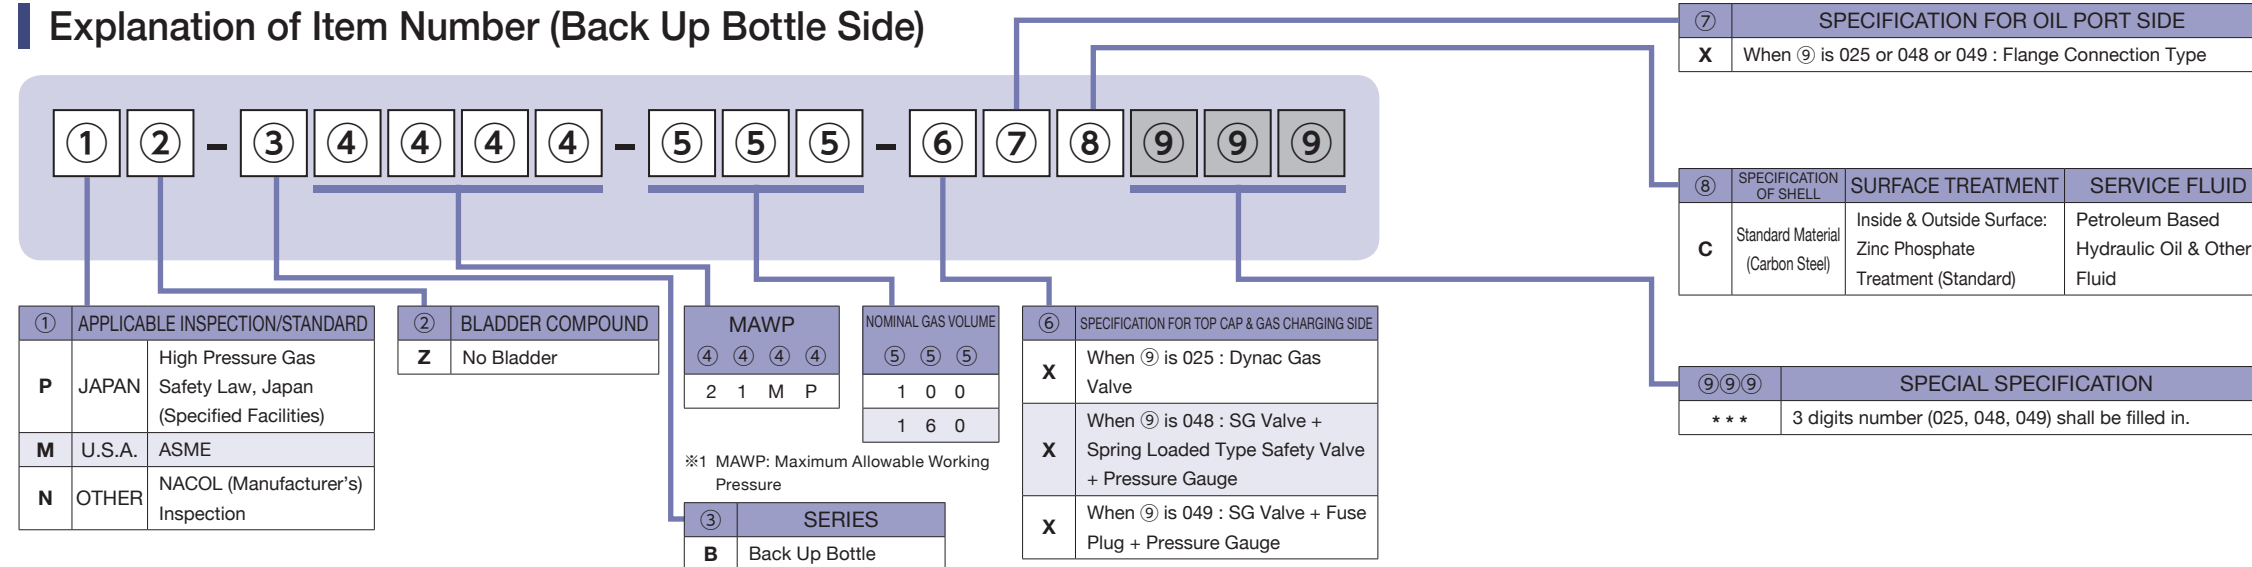 Explanation of Item Number (Back Up Bottle Side)
① ② - ③ ④ ④ ④ ④ - ⑤ ⑤ ⑤ - ⑥ ⑦ ⑧ ⑨ ⑨ ⑨
① APPLICABLE INSPECTION/STANDARD
P JAPAN High Pressure Gas
Safety Law, Japan
(Specified Facilities)
M U.S.A. ASME
N OTHER NACOL (Manufacturer's)
Inspection
② BLADDER COMPOUND
Z No Bladder
MAWP
④ ④ ④ ④
2 1 M P
※1 MAWP: Maximum Allowable Working
Pressure
③ SERIES
B Back Up Bottle
NOMINAL GAS VOLUME
⑤ ⑤ ⑤
1 0 0
1 6 0
⑥ SPECIFICATION FOR TOP CAP & GAS CHARGING SIDE
X When ⑨ is 025 : Dynac Gas
Valve
X When ⑨ is 048 : SG Valve +
Spring Loaded Type Safety Valve
+ Pressure Gauge
X When ⑨ is 049 : SG Valve + Fuse
Plug + Pressure Gauge
⑦ SPECIFICATION FOR OIL PORT SIDE
X When ⑨ is 025 or 048 or 049 : Flange Connection Type
⑧ SPECIFICATION
OF SHELL
SURFACE TREATMENT
SERVICE FLUID
C Standard Material
(Carbon Steel)
Inside & Outside Surface:
Zinc Phosphate
Treatment (Standard)
Petroleum Based
Hydraulic Oil & Other
Fluid
⑨⑨⑨ SPECIAL SPECIFICATION
* * * 3 digits number (025, 048, 049) shall be filled in.